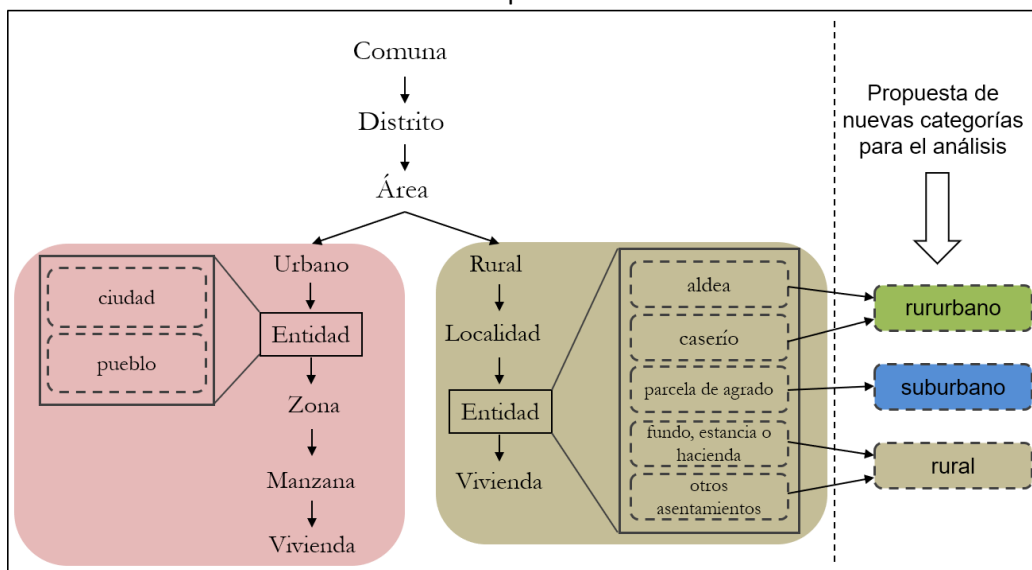 Comuna
Distrito
Área
Urbano
Entidad
Zona
Manzana
Vivienda
ciudad
pueblo
Rural
Localidad
Entidad
Vivienda
aldea
caserío
parcela de agrado
fundo, estancia o
hacienda
otros
asentamientos
Propuesta de
nuevas categorías
para el análisis
rururbano
suburbano
rural